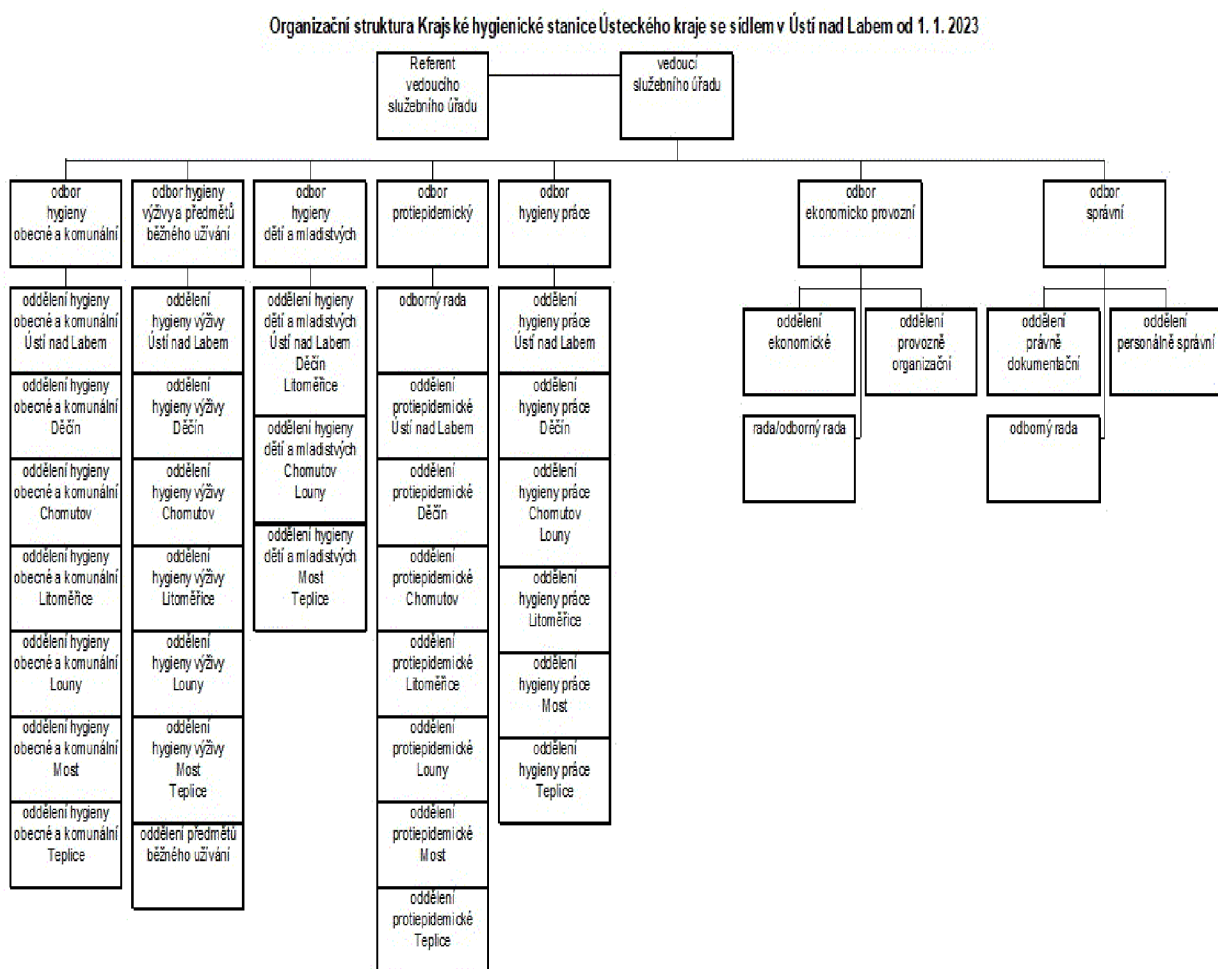 Organizační struktura Krajské hygienické stanice Ústeckého kraje se sídlem v Ústí nad Labem od 1. 1. 2023
Referent
vedoucího
služebního úřadu
vedoucí
služebního úřadu
odbor
hygieny
obecné a komunální
odbor hygieny
výživy a předmětů
běžného užívání
odbor
hygieny
dětí a mladistvých
odbor
protiepidemický
odbor
hygieny práce
odbor
ekonomicko provozní
odbor
správní
oddělení hygieny
obecné a komunální
Ústí nad Labem
oddělení hygieny
obecné a komunální
Děčín
oddělení hygieny
obecné a komunální
Chomutov
oddělení hygieny
obecné a komunální
Litoměřice
oddělení hygieny
obecné a komunální
Louny
oddělení hygieny
obecné a komunální
Most
oddělení hygieny
obecné a komunální
Teplice
oddělení
hygieny výživy
Ústí nad Labem
oddělení
hygieny výživy
Děčín
oddělení
hygieny výživy
Chomutov
oddělení
hygieny výživy
Litoměřice
oddělení
hygieny výživy
Louny
oddělení
hygieny výživy
Most
Teplice
oddělení předmětů
běžného užívání
oddělení hygieny
dětí a mladistvých
Ústí nad Labem
Děčín
Litoměřice
oddělení hygieny
dětí a mladistvých
Chomutov
Louny
oddělení hygieny
dětí a mladistvých
Most
Teplice
odborný rada
oddělení
protiepidemické
Ústí nad Labem
oddělení
protiepidemické
Děčín
oddělení
protiepidemické
Chomutov
oddělení
protiepidemické
Litoměřice
oddělení
protiepidemické
Louny
oddělení
protiepidemické
Most
oddělení
protiepidemické
Teplice
oddělení
hygieny práce
Ústí nad Labem
oddělení
hygieny práce
Děčín
oddělení
hygieny práce
Chomutov
Louny
oddělení
hygieny práce
Litoměřice
oddělení
hygieny práce
Most
oddělení
hygieny práce
Teplice
oddělení
ekonomické
oddělení
provozně
organizační
rada/odborný rada
oddělení
právně
dokumentační
oddělení
personálně správní
odborný rada